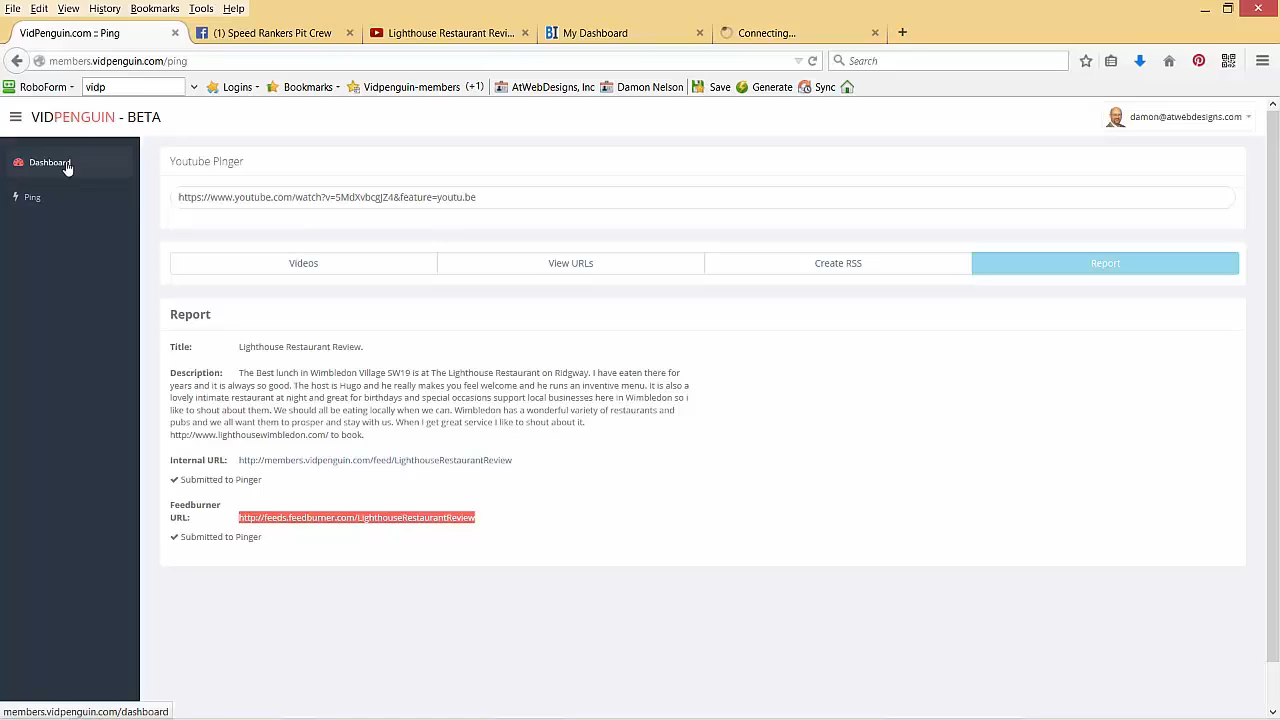 File Edit View History Bookmarks Tools Help
VidPenguin.com :: Ping
(1) Speed Rankers Pit Crew
Lighthouse Restaurant Revi...
My Dashboard
Connecting...
members.vidpenguin.com/ping
Search
RoboForm
vidp
Logins
Bookmarks
Vidpenguin-members (+1)
AtWebDesigns, Inc
Damon Nelson
Save
Generate
Sync
VIDPENGUIN - BETA
damon@atwebdesigns.com
Dashboard
Ping
Youtube Pinger
https://www.youtube.com/watch?v=5MdXvbcgJZ4&feature=youtu.be
Videos
View URLs
Create RSS
Report
Report
Title: Lighthouse Restaurant Review.
Description: The Best lunch in Wimbledon Village SW19 is at The Lighthouse Restaurant on Ridgway. I have eaten there for
years and it is always so good. The host is Hugo and he really makes you feel welcome and he runs an inventive menu. it is also a
lovely intimate restaurant at night and great for birthdays and special occasions support local businesses here in Wimbledon so i
like to shout about them. We should all be eating locally when we can. Wimbledon has a wonderful variety of restaurants and
pubs and we all want them to prosper and stay with us. When I get great service I like to shout about it.
http://www.lighthousewimbledon.com/ to book.
Internal URL: http://members.vidpenguin.com/feed/LighthouseRestaurantReview
Submitted to Pinger
Feedburner
URL: http://feeds.feedburner.com/LighthouseRestaurantReview
Submitted to Pinger
members.vidpenguin.com/dashboard